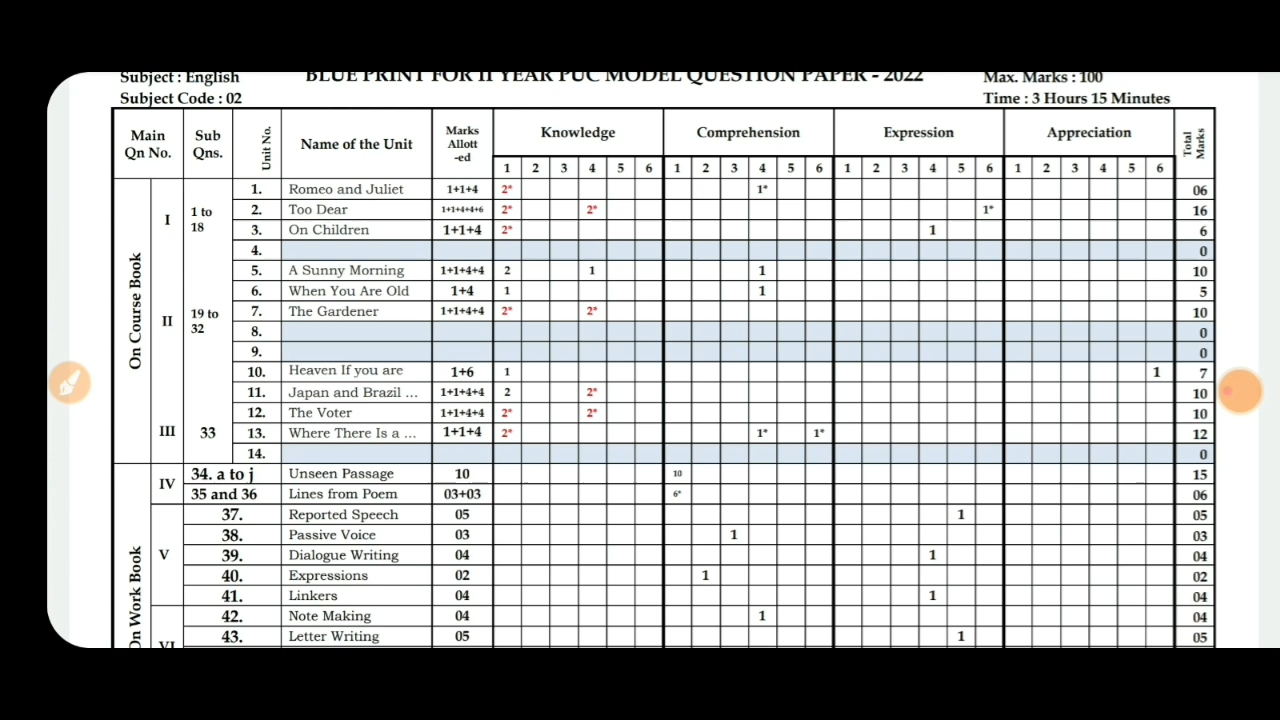 Subject : English BLUE PRINT FOR II YEAR PUC MODEL QUESTION PAPER - 2022 Max. Marks : 100
Subject Code : 02 Time : 3 Hours 15 Minutes
Main Qn No. Sub Qns. Unit No. Name of the Unit Marks Allott -ed Knowledge Comprehension Expression Appreciation Total Marks
1 2 3 4 5 6 1 2 3 4 5 6 1 2 3 4 5 6 1 2 3 4 5 6
On Course Book
I 1 to 18
1. Romeo and Juliet 1+1+4 2* 1* 06
2. Too Dear 1+1+4+4+6 2* 2* 1* 16
3. On Children 1+1+4 2* 1 6
4. 0
5. A Sunny Morning 1+1+4+4 2 1 1 10
6. When You Are Old 1+4 1 1 5
II 19 to 32
7. The Gardener 1+1+4+4 2* 2* 10
8. 0
9. 0
10. Heaven If you are 1+6 1 1 7
11. Japan and Brazil ... 1+1+4+4 2 2* 10
12. The Voter 1+1+4+4 2* 2* 10
III 33 13. Where There Is a ... 1+1+4 2* 1* 1* 12
14. 0
On Work Book
IV 34. a to j Unseen Passage 10 10 15
35 and 36 Lines from Poem 03+03 6* 06
37. Reported Speech 05 1 05
38. Passive Voice 03 1 03
V 39. Dialogue Writing 04 1 04
40. Expressions 02 1 02
41. Linkers 04 1 04
42. Note Making 04 1 04
VI 43. Letter Writing 05 1 05